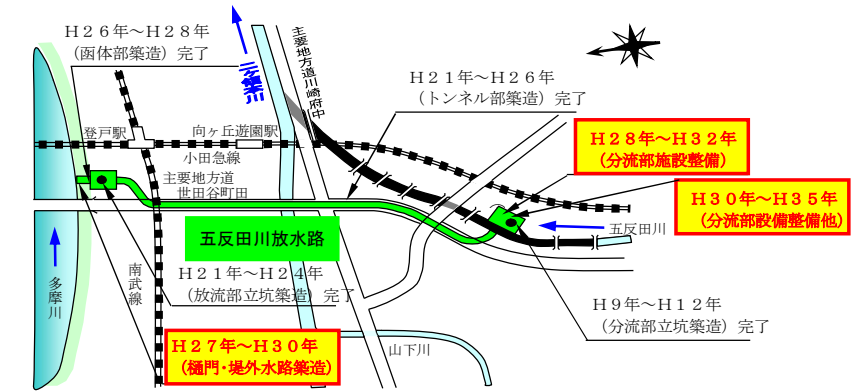 H26年～H28年
(函体部築造) 完了
二ヶ領本川
主要地方道川崎府中
H21年～H26年
(トンネル部築造) 完了
登戸駅
向ヶ丘遊園駅
小田急線
主要地方道
世田谷町田
H28年～H32年
(分流部施設整備)
H30年～H35年
(分流部設備整備他)
五反田川
五反田川放水路
H21年～H24年
(放流部立坑築造) 完了
多摩川
南武線
H9年～H12年
(分流部立坑築造) 完了
H27年～H30年
(樋門・堤外水路築造)
山下川